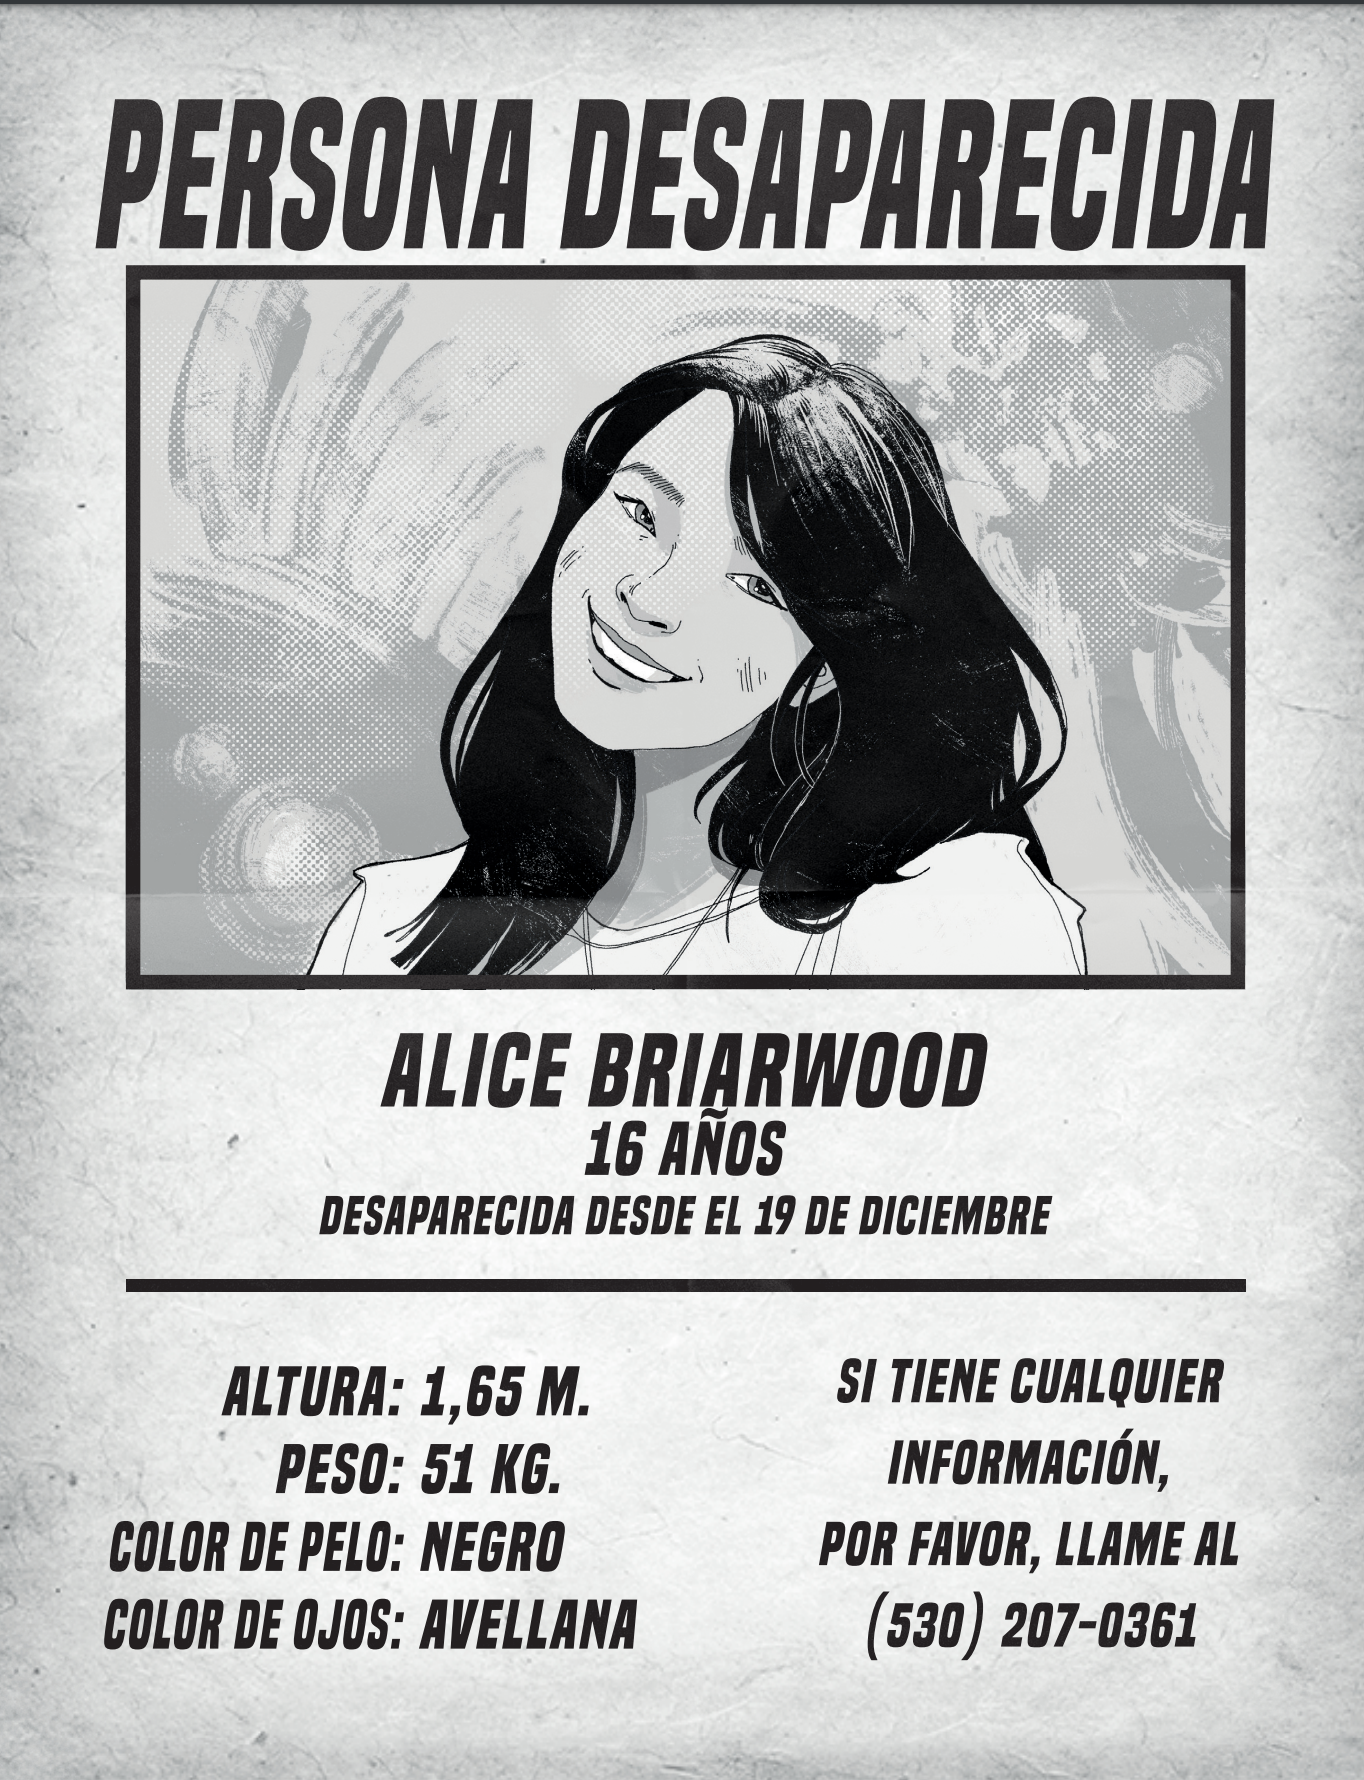 PERSONA DESAPARECIDA
ALICE BRIARWOOD
16 AÑOS
DESAPARECIDA DESDE EL 19 DE DICIEMBRE
ALTURA: 1,65 M.
PESO: 51 KG.
COLOR DE PELO: NEGRO
COLOR DE OJOS: AVELLANA
SI TIENE CUALQUIER
INFORMACIÓN,
POR FAVOR, LLAME AL
(530) 207-0361